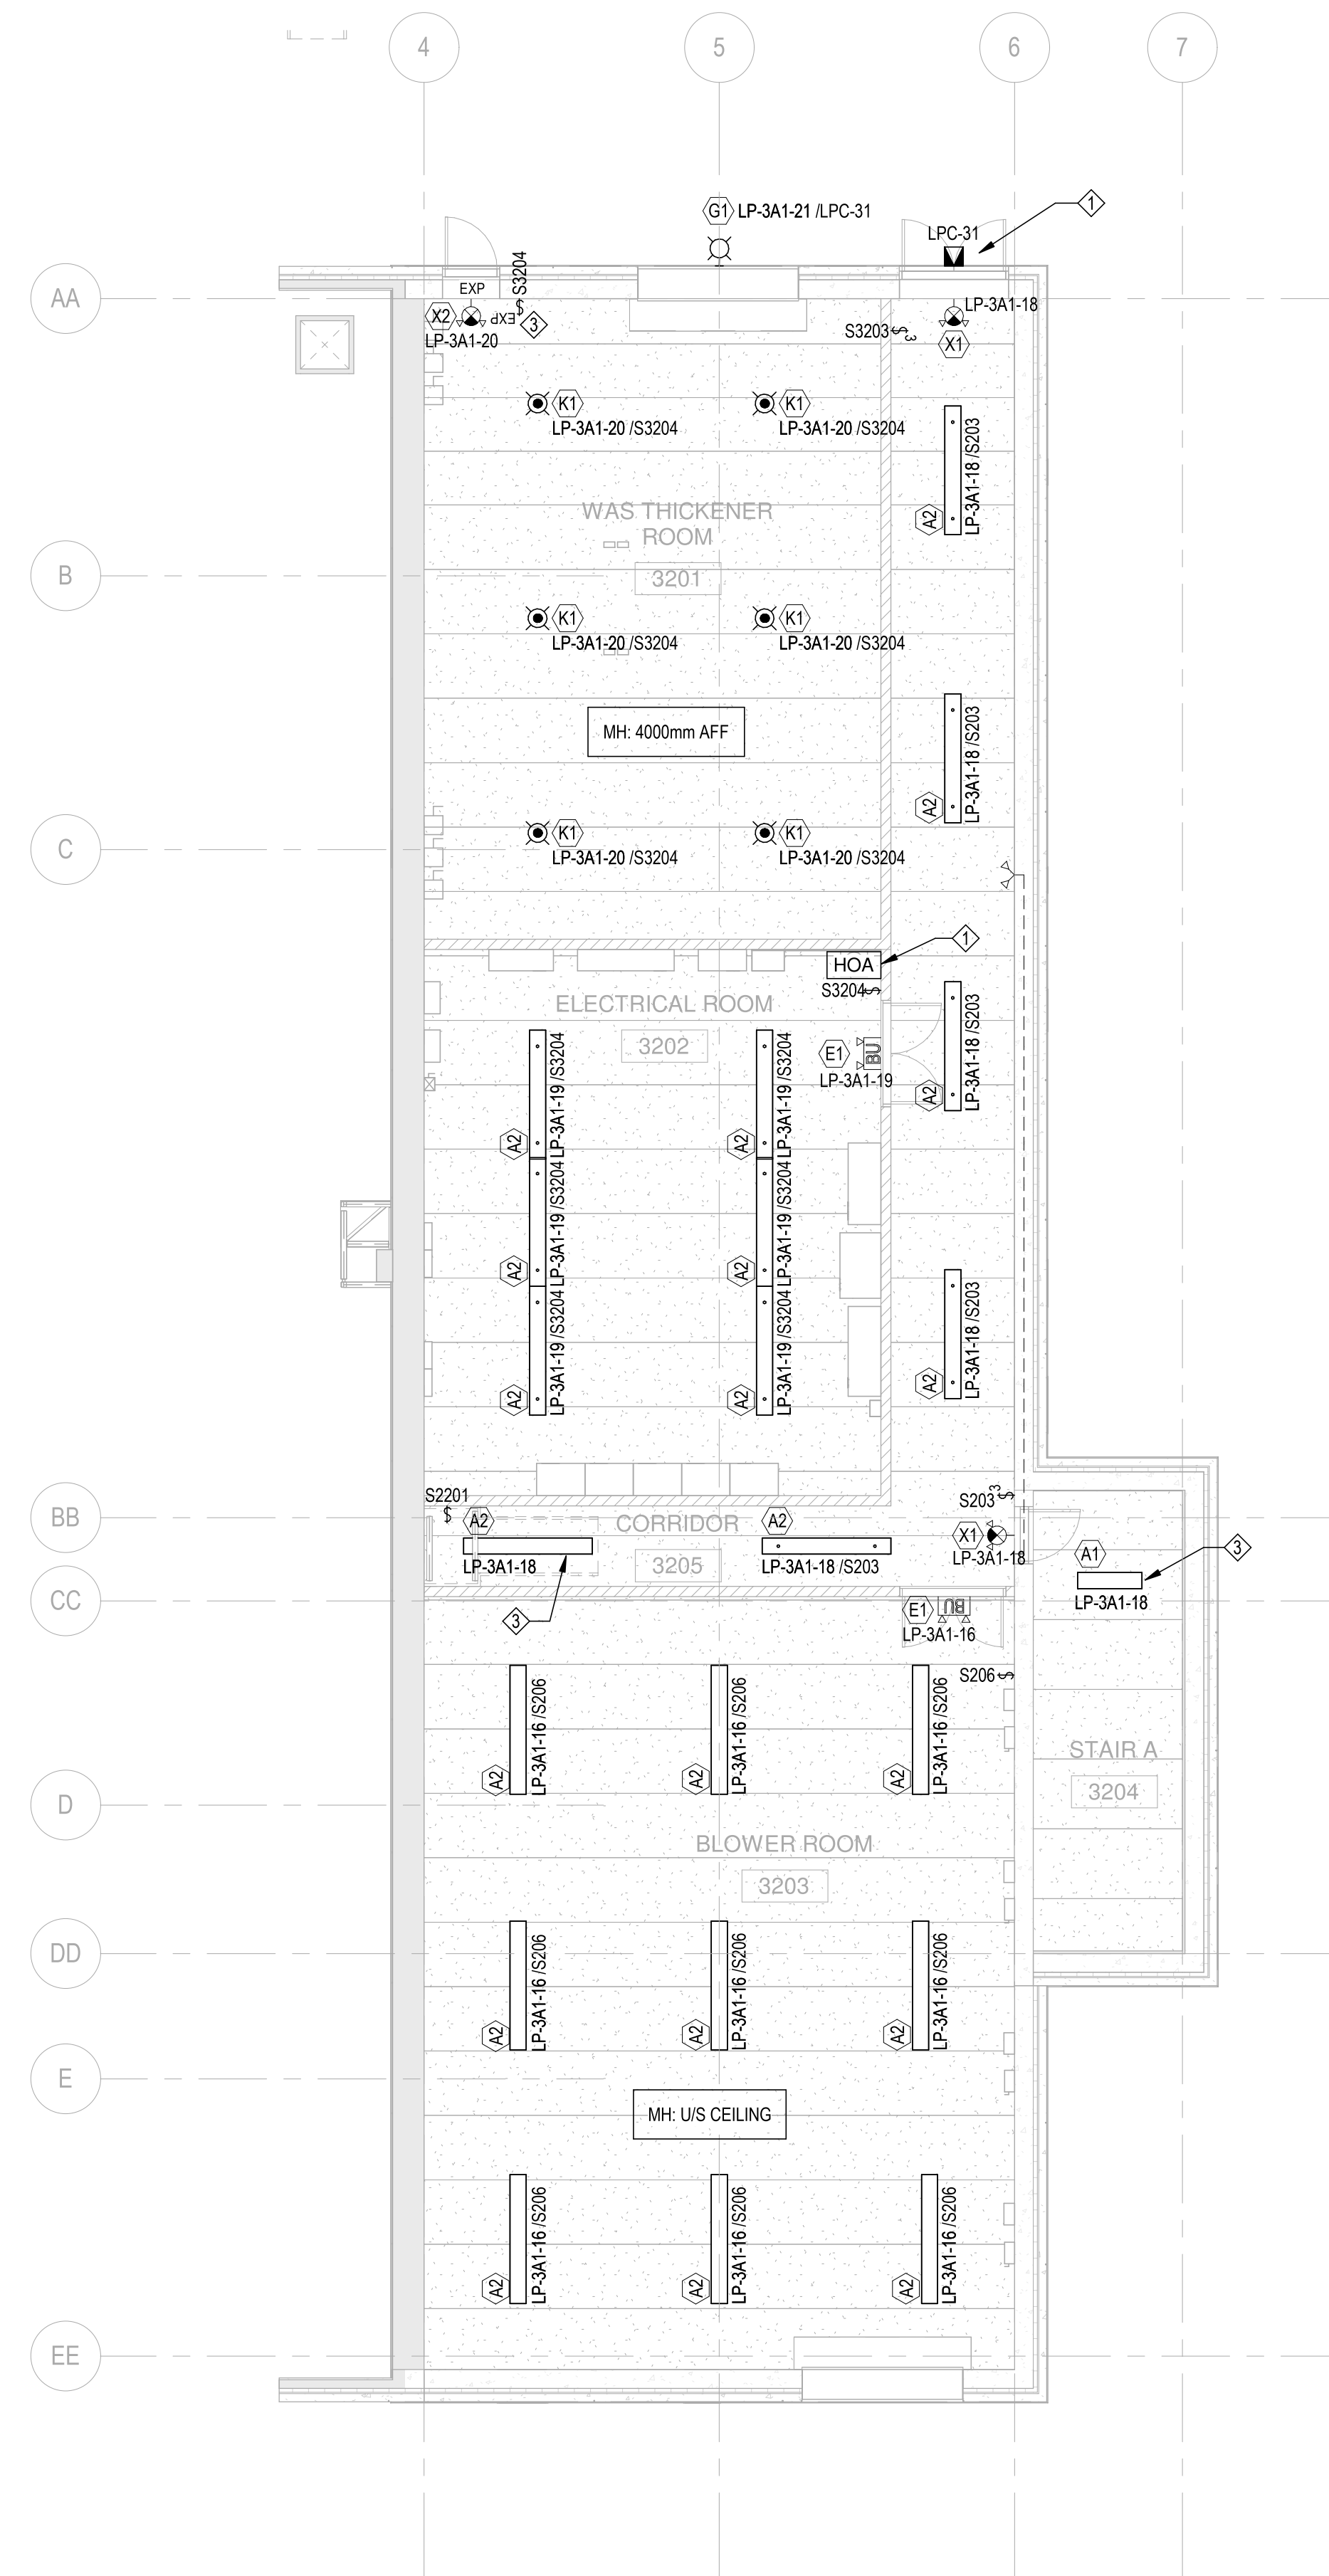 4
5
6
7
1
G1
LP-3A1-21 /LPC-31
LPC-31
S3204
AA
EXP
X2
EXP
3
LP-3A1-20
S3203
3
LP-3A1-18
X1
K1
K1
LP-3A1-20 /S3204
LP-3A1-20 /S3204
A2
LP-3A1-18 /S203
WAS THICKENER
ROOM
3201
B
K1
K1
LP-3A1-20 /S3204
LP-3A1-20 /S3204
MH: 4000mm AFF
A2
LP-3A1-18 /S203
C
K1
K1
LP-3A1-20 /S3204
LP-3A1-20 /S3204
1
HOA
S3204
ELECTRICAL ROOM
3202
E1
BU
LP-3A1-19
A2
LP-3A1-18 /S203
A2
LP-3A1-19 /S3204
A2
LP-3A1-19 /S3204
A2
LP-3A1-19 /S3204
A2
LP-3A1-19 /S3204
A2
LP-3A1-18 /S203
A2
LP-3A1-19 /S3204
A2
LP-3A1-19 /S3204
S2201
S203
3
BB
A2
CORRIDOR
A2
X1
LP-3A1-18
A1
3
LP-3A1-18
3205
LP-3A1-18 /S203
LP-3A1-18
CC
3
E1
BU
LP-3A1-16
S206
A2
LP-3A1-16 /S206
A2
LP-3A1-16 /S206
A2
LP-3A1-16 /S206
STAIR A
3204
D
BLOWER ROOM
3203
DD
A2
LP-3A1-16 /S206
A2
LP-3A1-16 /S206
A2
LP-3A1-16 /S206
E
MH: U/S CEILING
A2
LP-3A1-16 /S206
A2
LP-3A1-16 /S206
A2
LP-3A1-16 /S206
EE